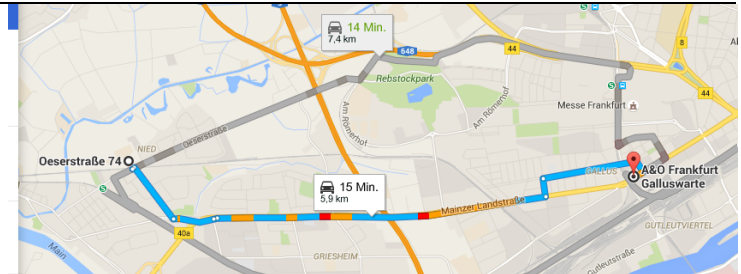 14 Min.
7,4 km
648
44
8
Rebstockpark
Am Römerhof
Am Römerhof
Messe Frankfurt
44
Oeserstraße
NIED
Oeserstraße 74
15 Min.
5,9 km
GALLUS
A&O Frankfurt
Galluswarte
Mainzer Landstraße
40a
GRIESHEIM
GUTLEUTVIERTEL
Gutleutstraße
Main